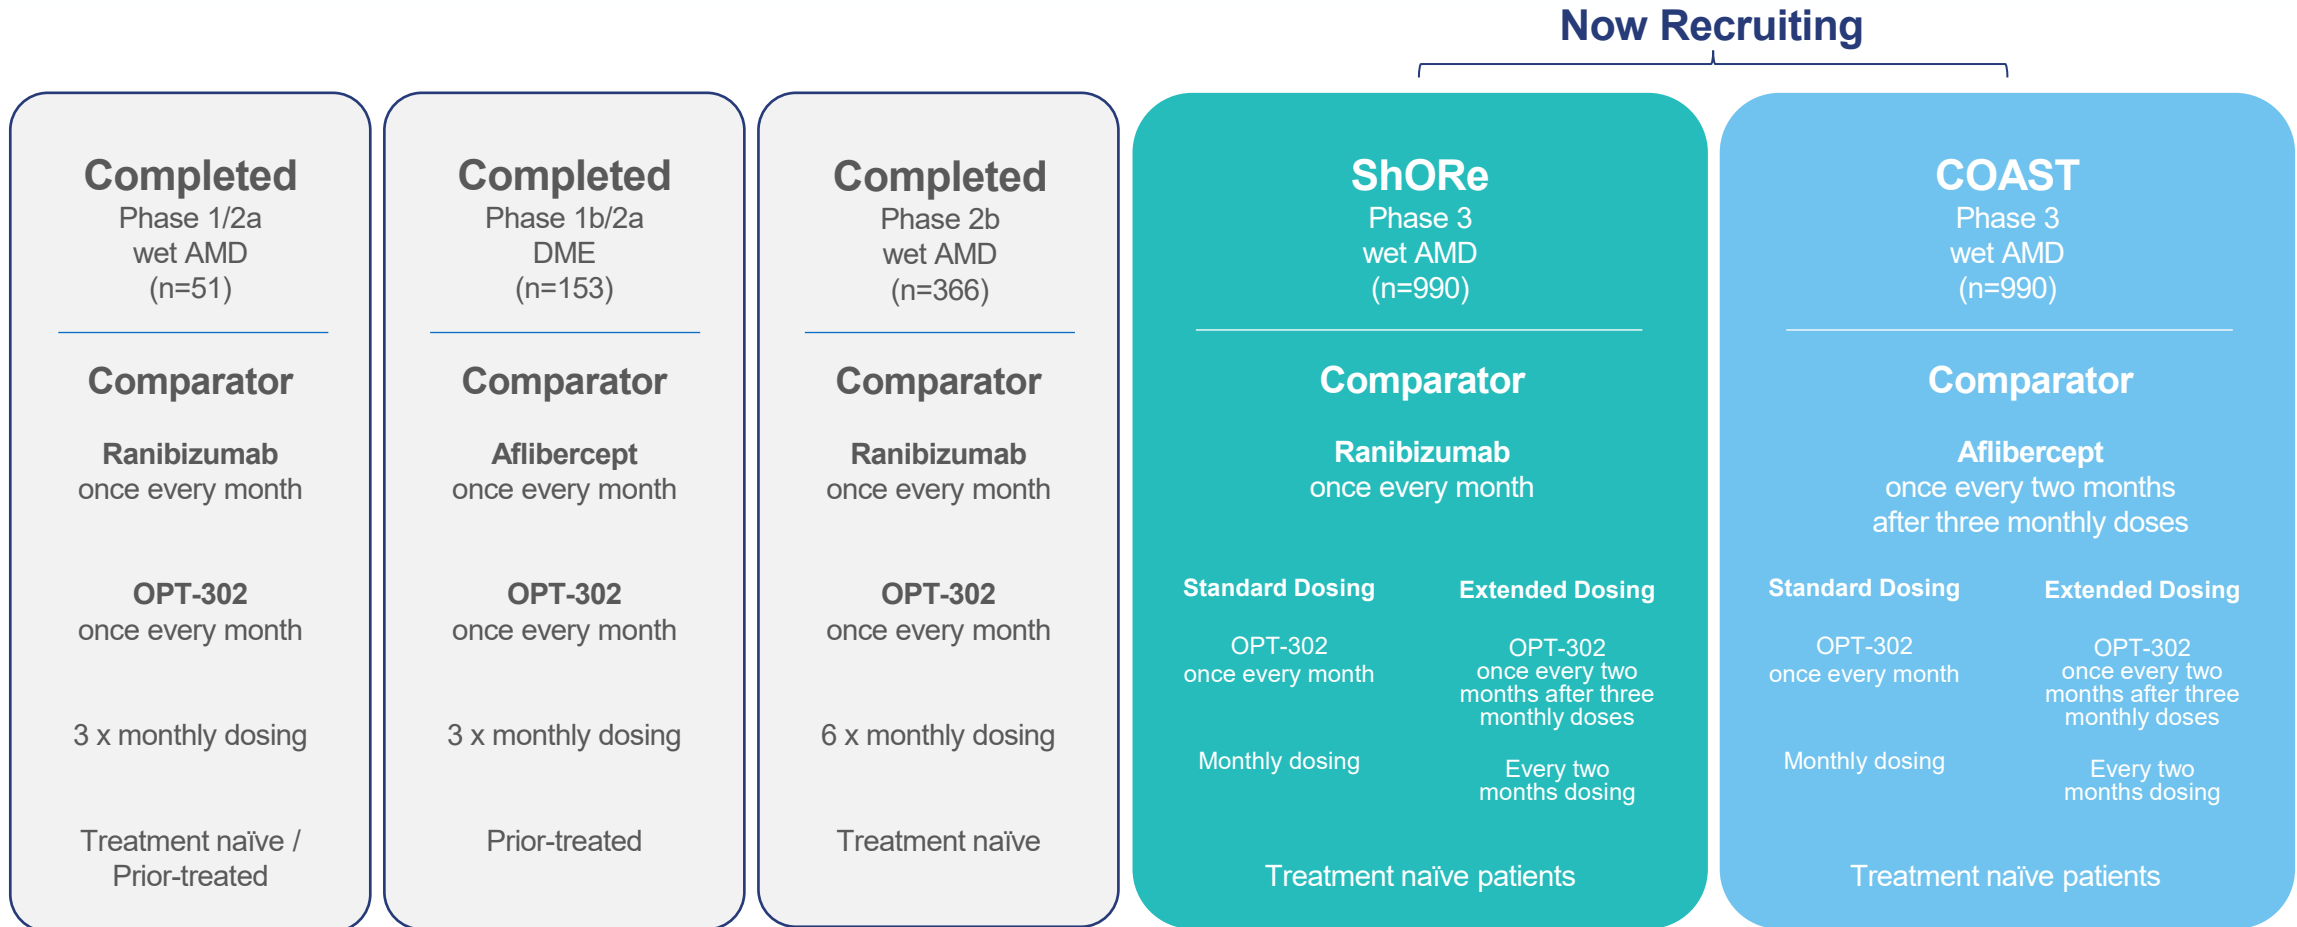 Now Recruiting
Completed
Phase 1/2a
wet AMD
(n=51)
Comparator
Ranibizumab
once every month
OPT-302
once every month
3 x monthly dosing
Treatment naïve /
Prior-treated
Completed
Phase 1b/2a
DME
(n=153)
Comparator
Aflibercept
once every month
OPT-302
once every month
3 x monthly dosing
Prior-treated
Completed
Phase 2b
wet AMD
(n=366)
Comparator
Ranibizumab
once every month
OPT-302
once every month
6 x monthly dosing
Treatment naïve
ShORe
Phase 3
wet AMD
(n=990)
Comparator
Ranibizumab
once every month
Standard Dosing
OPT-302
once every month
Monthly dosing
Extended Dosing
OPT-302
once every two
months after three
monthly doses
Every two
months dosing
Treatment naïve patients
COAST
Phase 3
wet AMD
(n=990)
Comparator
Aflibercept
once every two months
after three monthly doses
Standard Dosing
OPT-302
once every month
Monthly dosing
Extended Dosing
OPT-302
once every two
months after three
monthly doses
Every two
months dosing
Treatment naïve patients